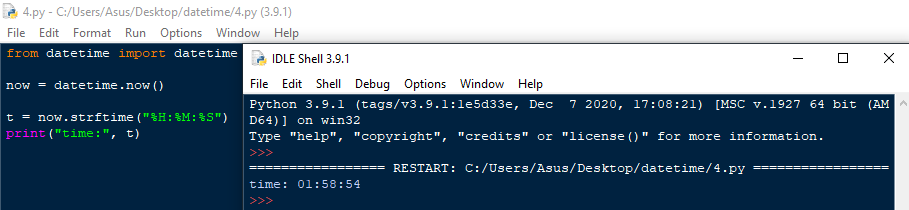 4.py - C:/Users/Asus/Desktop/datetime/4.py (3.9.1)
File Edit Format Run Options Window Help
from datetime import datetime
now = datetime.now()
t = now.strftime("%H:%M:%S")
print("time:", t)
IDLE Shell 3.9.1
File Edit Shell Debug Options Window Help
Python 3.9.1 (tags/v3.9.1:1e5d33e, Dec  7 2020, 17:08:21) [MSC v.1927 64 bit (AM
D64)] on win32
Type "help", "copyright", "credits" or "license()" for more information.
>>>
================= RESTART: C:/Users/Asus/Desktop/datetime/4.py =================
time: 01:58:54
>>>